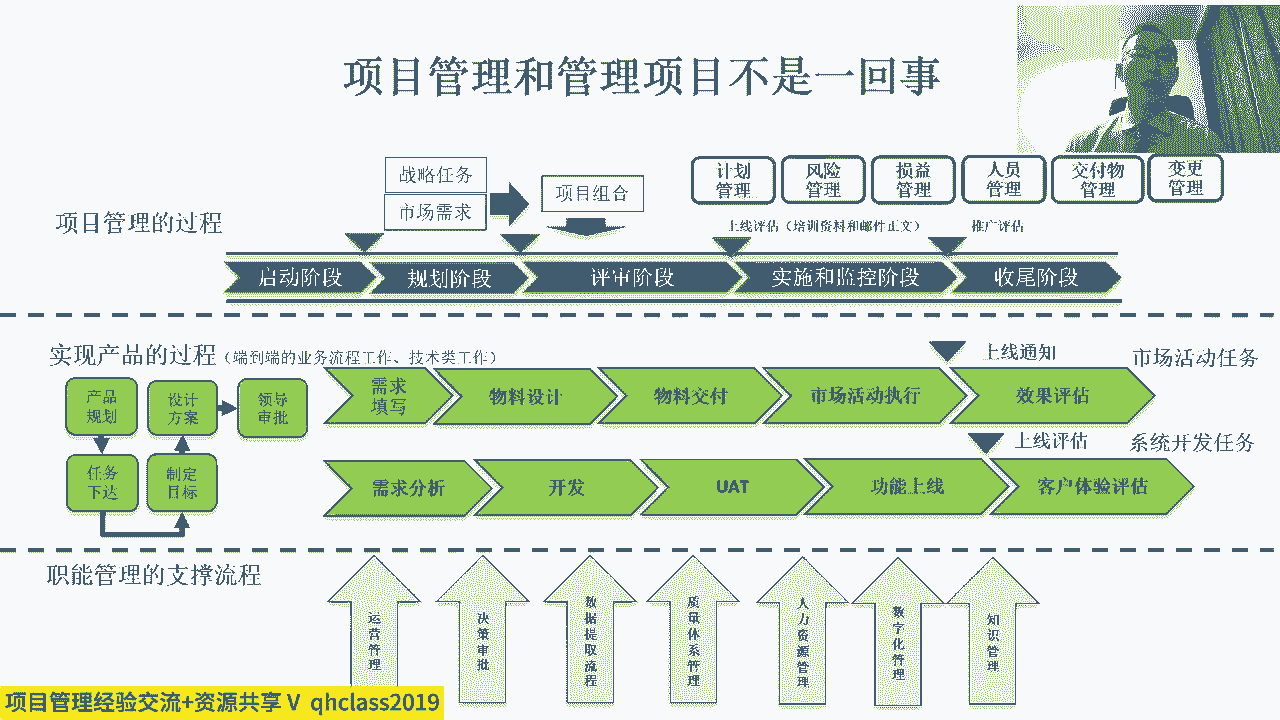 项目管理和管理项目不是一回事
战略任务
市场需求
项目组合
计划
管理
风险
管理
损益
管理
人员
管理
交付物
管理
变更
管理
项目管理的过程
上线评估（培训资料和邮件正文）
推广评估
启动阶段
规划阶段
评审阶段
实施和监控阶段
收尾阶段
实现产品的过程（端到端的业务流程工作、技术类工作）
上线通知
市场活动任务
产品
规划
设计
方案
领导
审批
任务
下达
制定
目标
需求
填写
物料设计
物料交付
市场活动执行
效果评估
上线评估
系统开发任务
需求分析
开发
UAT
功能上线
客户体验评估
职能管理的支撑流程
运营管理
决策审批
数据提取流程
质量体系管理
人力资源管理
数字化管理
知识管理
项目管理经验交流+资源共享 V qhclass2019